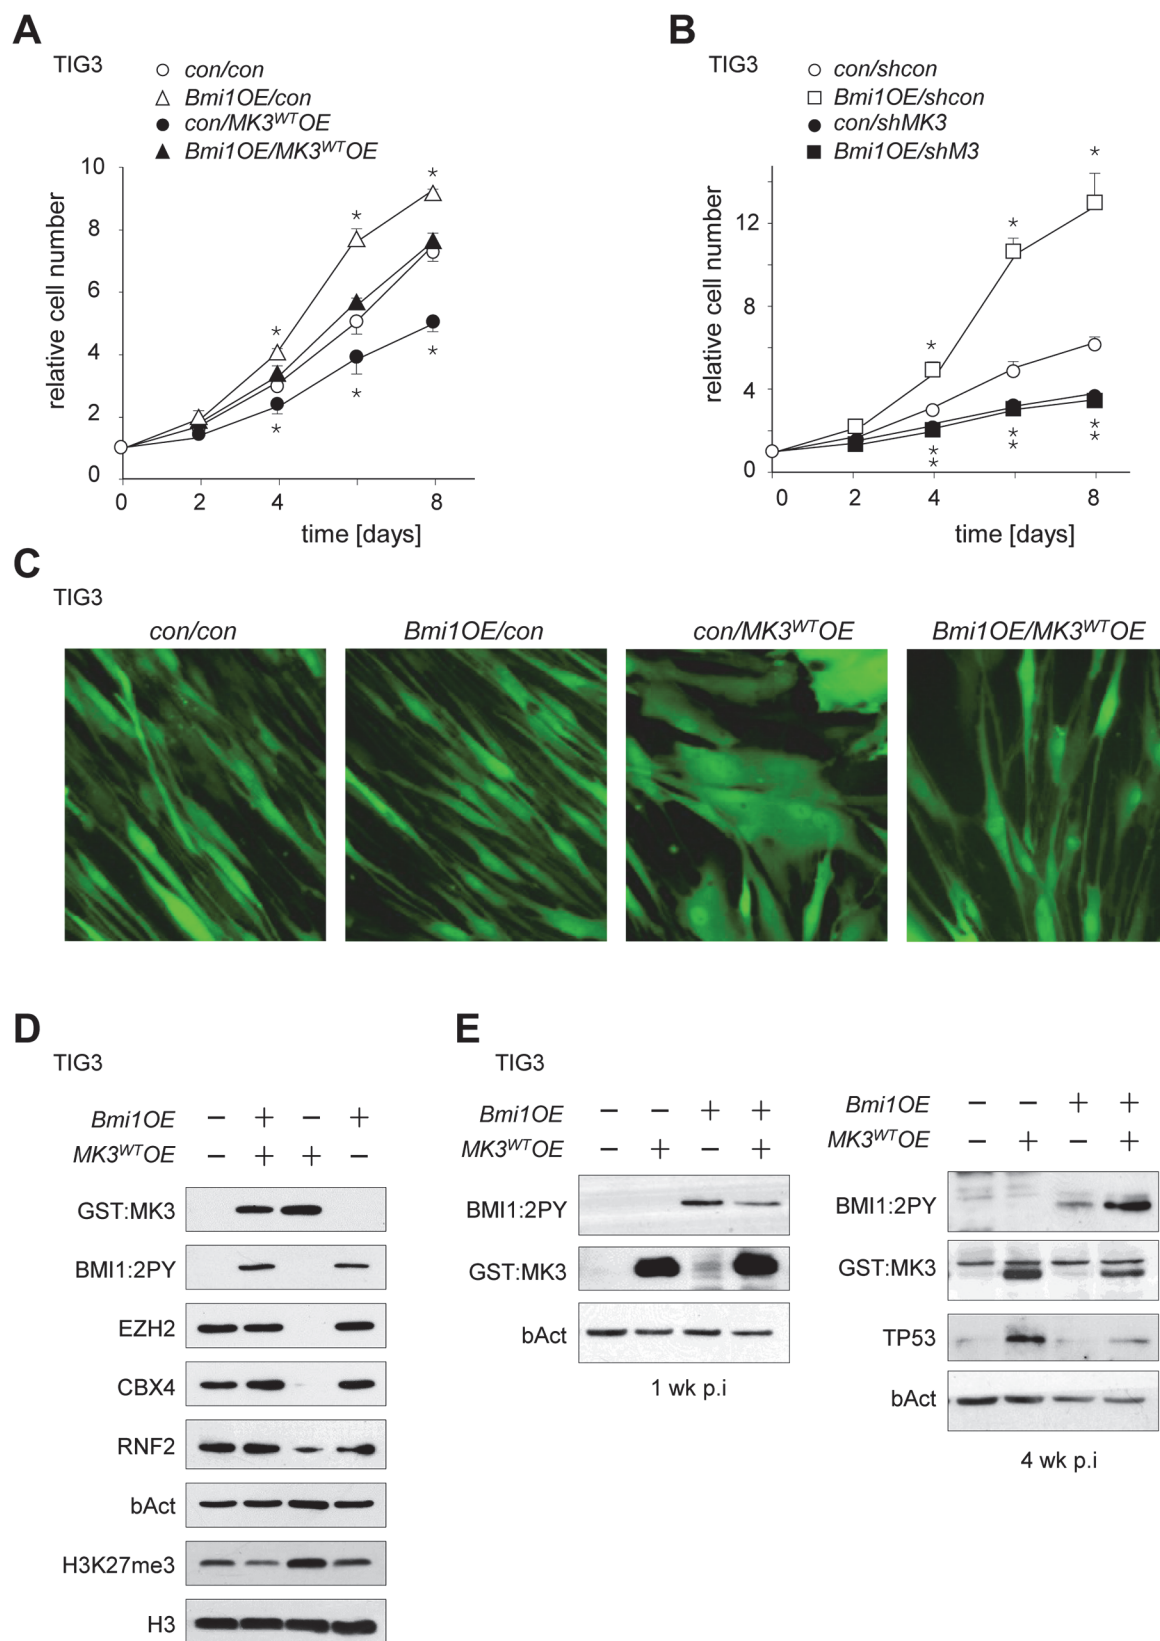 A
TIG3
con/con
Bmi1OE/con
con/MK3WTOE
Bmi1OE/MK3WTOE
relative cell number
10
8
6
4
2
0
* * * * * *
0 2 4 6 8
time [days]
B
TIG3
con/shcon
Bmi1OE/shcon
con/shMK3
Bmi1OE/shM3
relative cell number
12
8
4
0
* * * * * * * * *
0 2 4 6 8
time [days]
C
TIG3
con/con Bmi1OE/con con/MK3WTOE Bmi1OE/MK3WTOE
D
TIG3
Bmi1OE − + − +
MK3WTOE − + + −
GST:MK3
BMI1:2PY
EZH2
CBX4
RNF2
bAct
H3K27me3
H3
E
TIG3
Bmi1OE − − + +
MK3WTOE − + − +
BMI1:2PY
GST:MK3
bAct
1 wk p.i
Bmi1OE − − + +
MK3WTOE − + − +
BMI1:2PY
GST:MK3
TP53
bAct
4 wk p.i